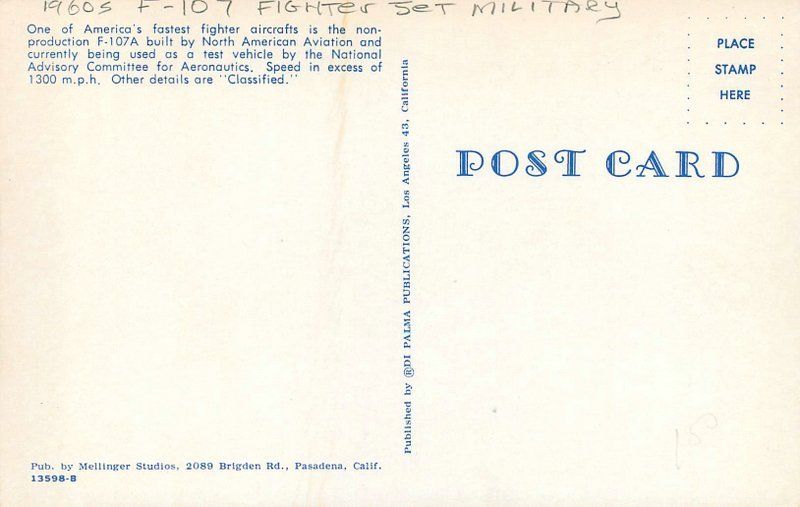 1960s F-107 FIGHTER JET MILITARY
One of America's fastest fighter aircrafts is the non-
production F-107A built by North American Aviation and
currently being used as a test vehicle by the National
Advisory Committee for Aeronautics. Speed in excess of
1300 m.p.h. Other details are "Classified."
PLACE
STAMP
HERE
POST CARD
Published by ®DI PALMA PUBLICATIONS, Los Angeles 43, California
Pub. by Mellinger Studios, 2089 Brigden Rd., Pasadena, Calif.
13598-B